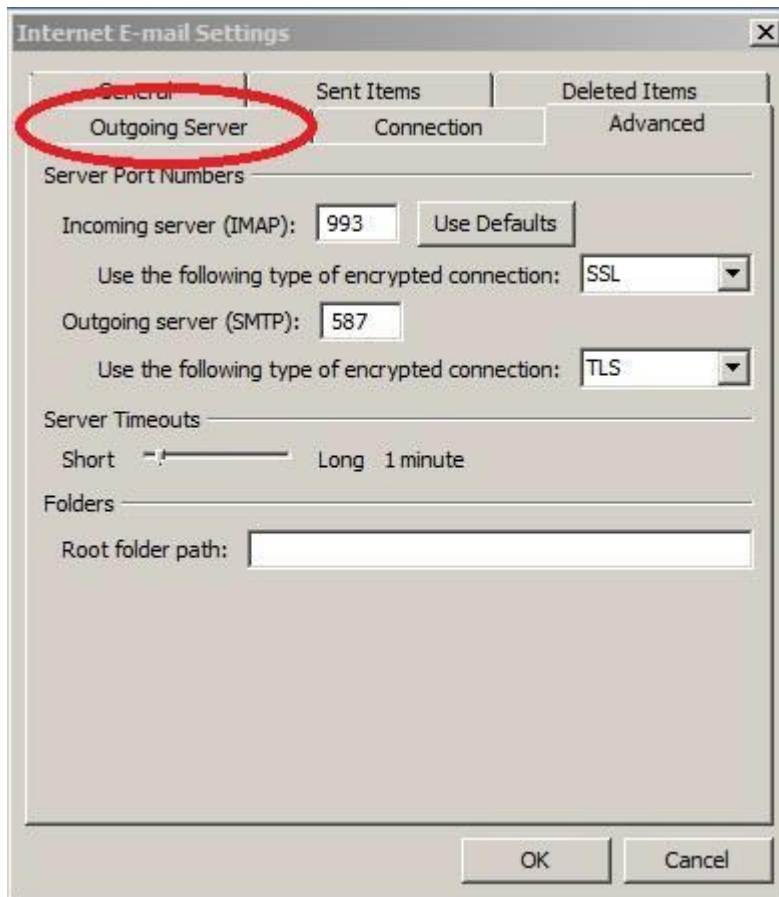 Internet E-mail Settings
General Sent Items Deleted Items
Outgoing Server Connection Advanced
Server Port Numbers
Incoming server (IMAP): 993 Use Defaults
Use the following type of encrypted connection: SSL
Outgoing server (SMTP): 587
Use the following type of encrypted connection: TLS
Server Timeouts
Short Long 1 minute
Folders
Root folder path:
OK Cancel